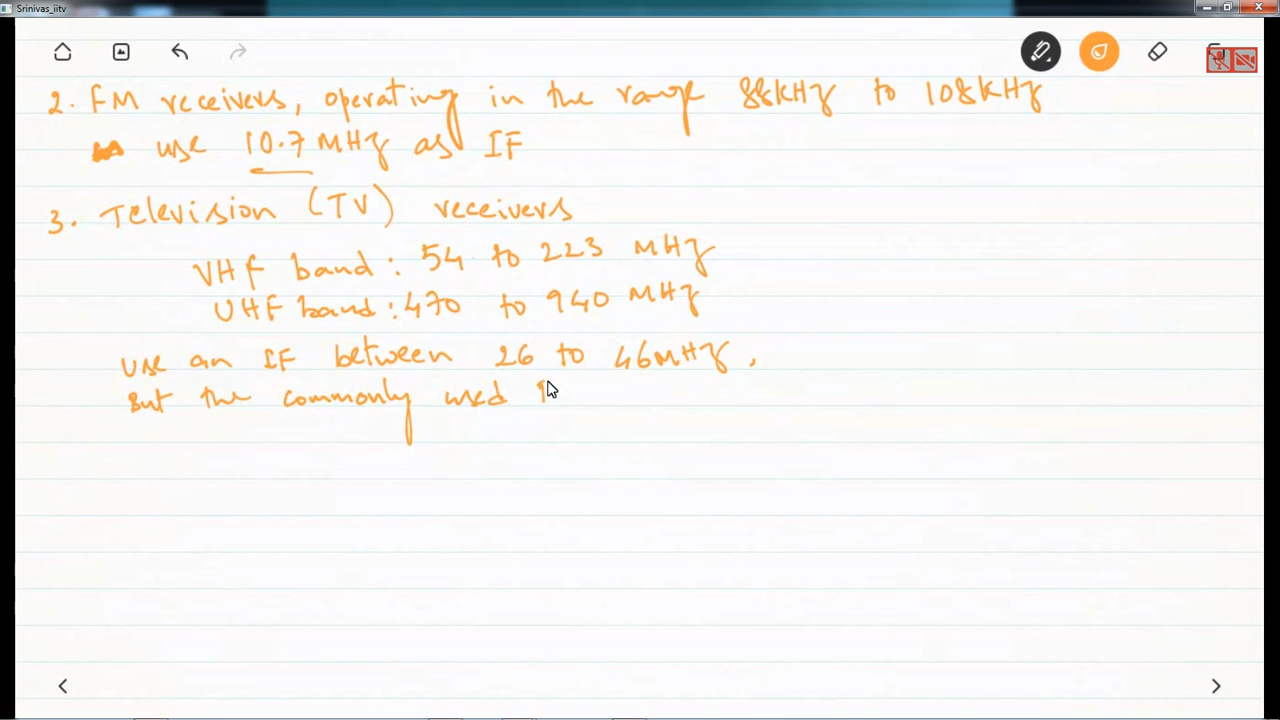 Srinivas_iitv
2. FM receivers, operating in the range 88kHz to 108kHz
use 10.7 MHz as IF
3. Television (TV) receivers
VHF band: 54 to 223 MHz
UHF band: 470 to 940 MHz
Use an IF between 26 to 46MHz.
But the commonly used I